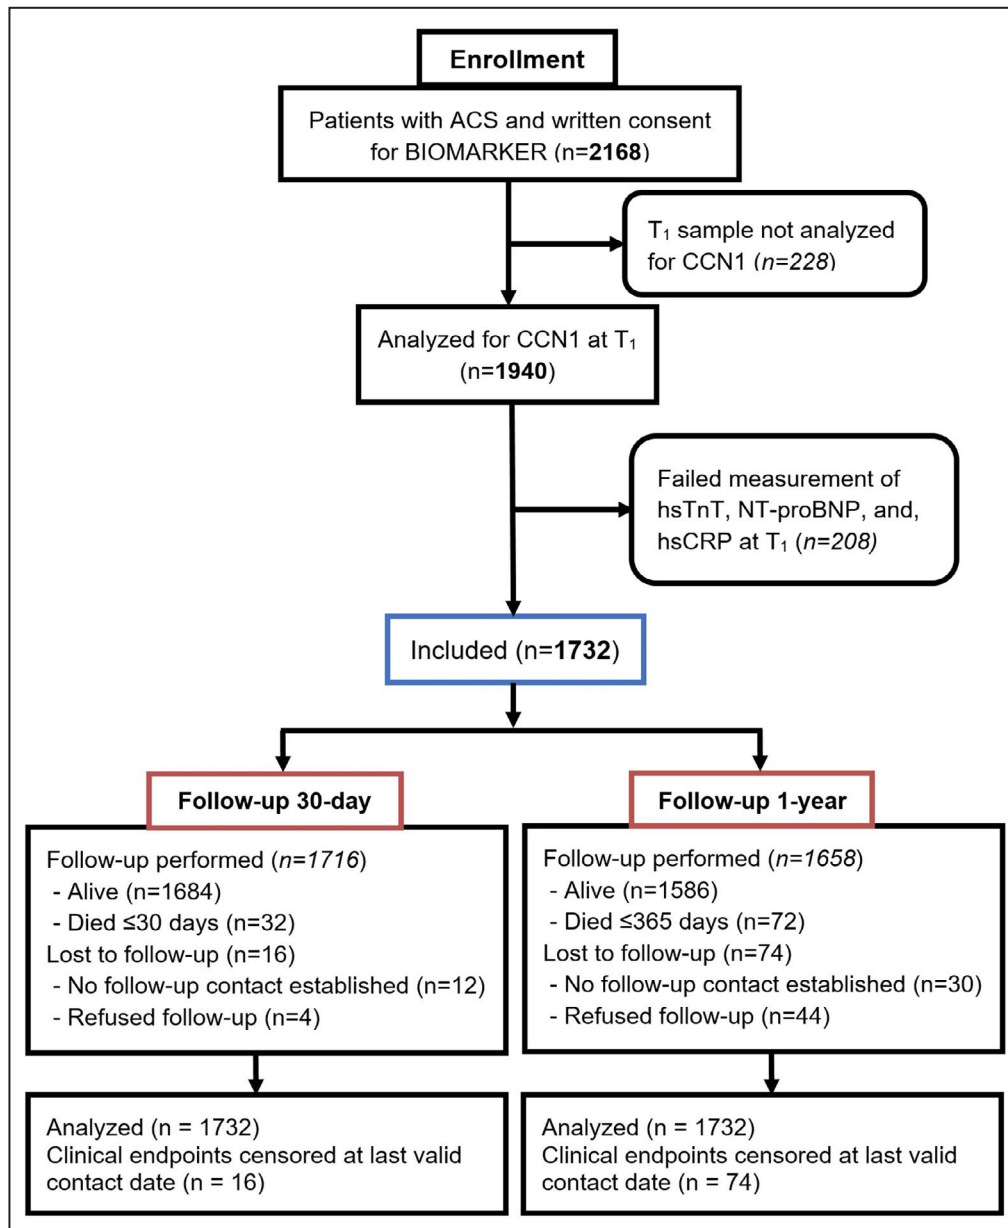 Enrollment
Patients with ACS and written consent
for BIOMARKER (n=2168)
T₁ sample not analyzed
for CCN1 (n=228)
Analyzed for CCN1 at T₁
(n=1940)
Failed measurement of
hsTnT, NT-proBNP, and,
hsCRP at T₁ (n=208)
Included (n=1732)
Follow-up 30-day
Follow-up performed (n=1716)
- Alive (n=1684)
- Died ≤30 days (n=32)
Lost to follow-up (n=16)
- No follow-up contact established (n=12)
- Refused follow-up (n=4)
Analyzed (n = 1732)
Clinical endpoints censored at last valid
contact date (n = 16)
Follow-up 1-year
Follow-up performed (n=1658)
- Alive (n=1586)
- Died ≤365 days (n=72)
Lost to follow-up (n=74)
- No follow-up contact established (n=30)
- Refused follow-up (n=44)
Analyzed (n = 1732)
Clinical endpoints censored at last valid
contact date (n = 74)